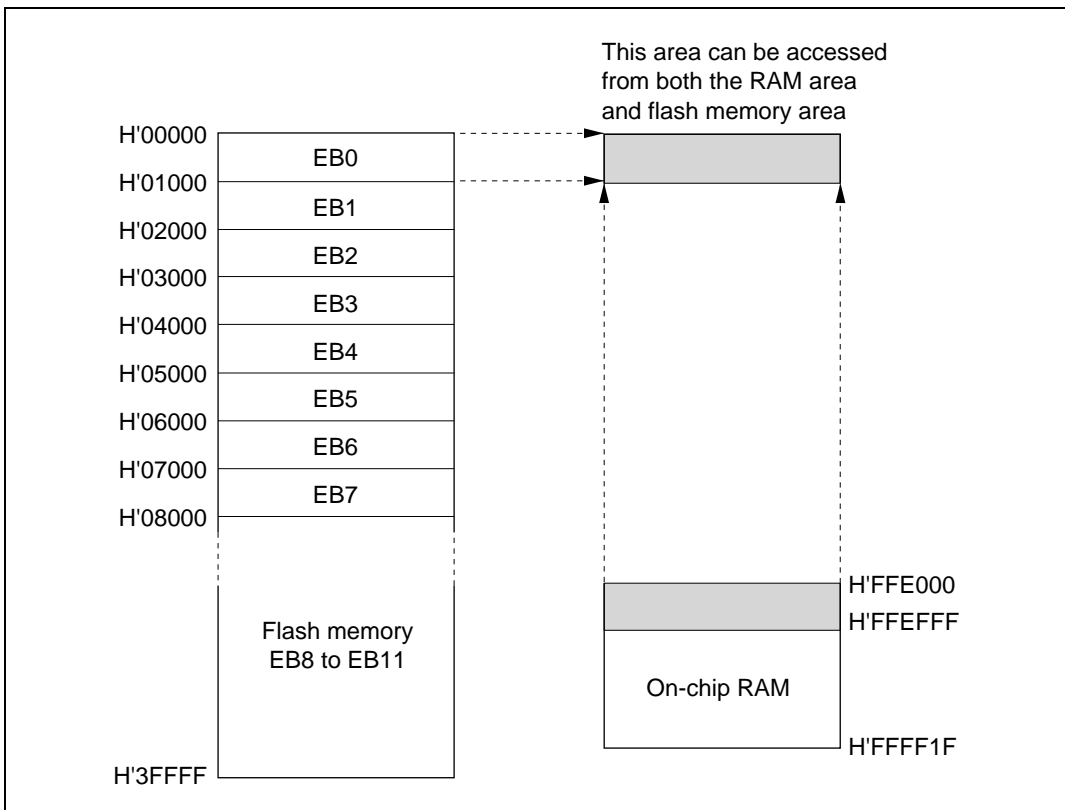 This area can be accessed
from both the RAM area
and flash memory area
H'00000
EB0
H'01000
EB1
H'02000
EB2
H'03000
EB3
H'04000
EB4
H'05000
EB5
H'06000
EB6
H'07000
EB7
H'08000
Flash memory
EB8 to EB11
H'3FFFF
H'FFE000
H'FFEFFF
On-chip RAM
H'FFFF1F